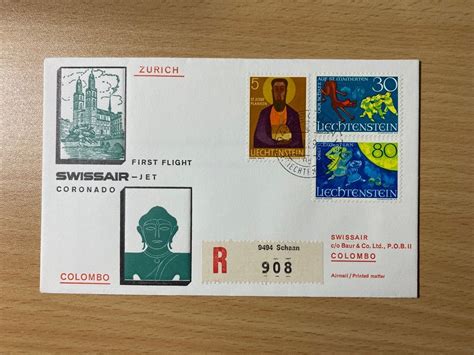 ZURICH
FIRST FLIGHT
SWISSAIR-JET
CORONADO
COLOMBO
5
LIECHTENSTEIN
30
LIECHTENSTEIN
80
LIECHTENSTEIN
R
9494 Schaan
908
SWISSAIR
c/o Baur & Co. Ltd., P.O.B. II
COLOMBO
Airmail / Printed matter